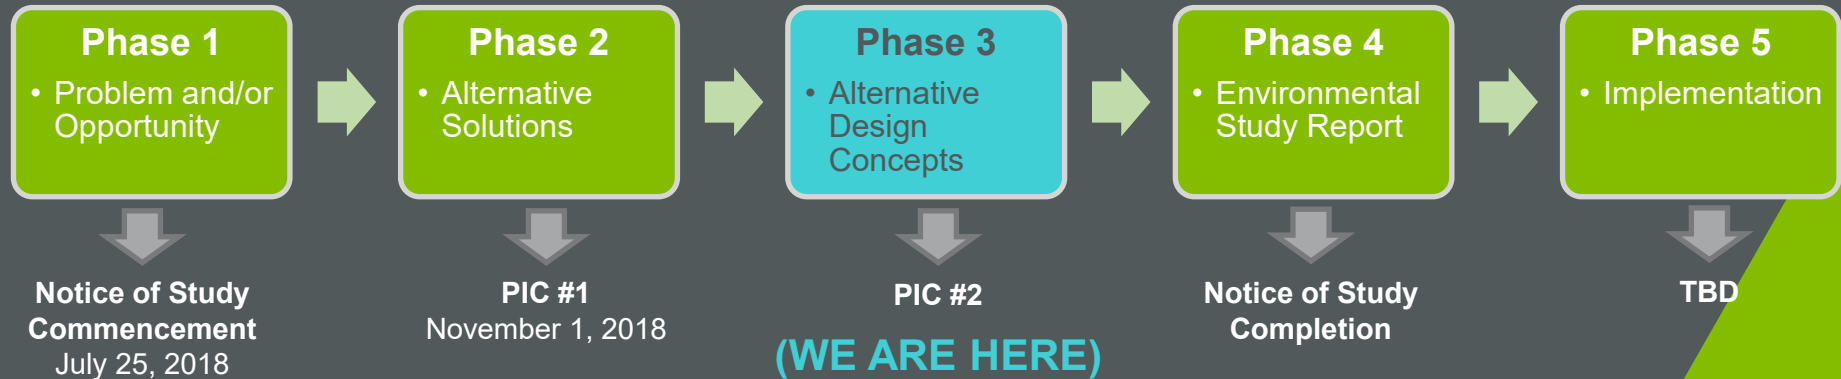 Phase 1
• Problem and/or
Opportunity
Phase 2
• Alternative
Solutions
Phase 3
• Alternative
Design
Concepts
Phase 4
• Environmental
Study Report
Phase 5
• Implementation
Notice of Study
Commencement
July 25, 2018
PIC #1
November 1, 2018
PIC #2
(WE ARE HERE)
Notice of Study
Completion
TBD